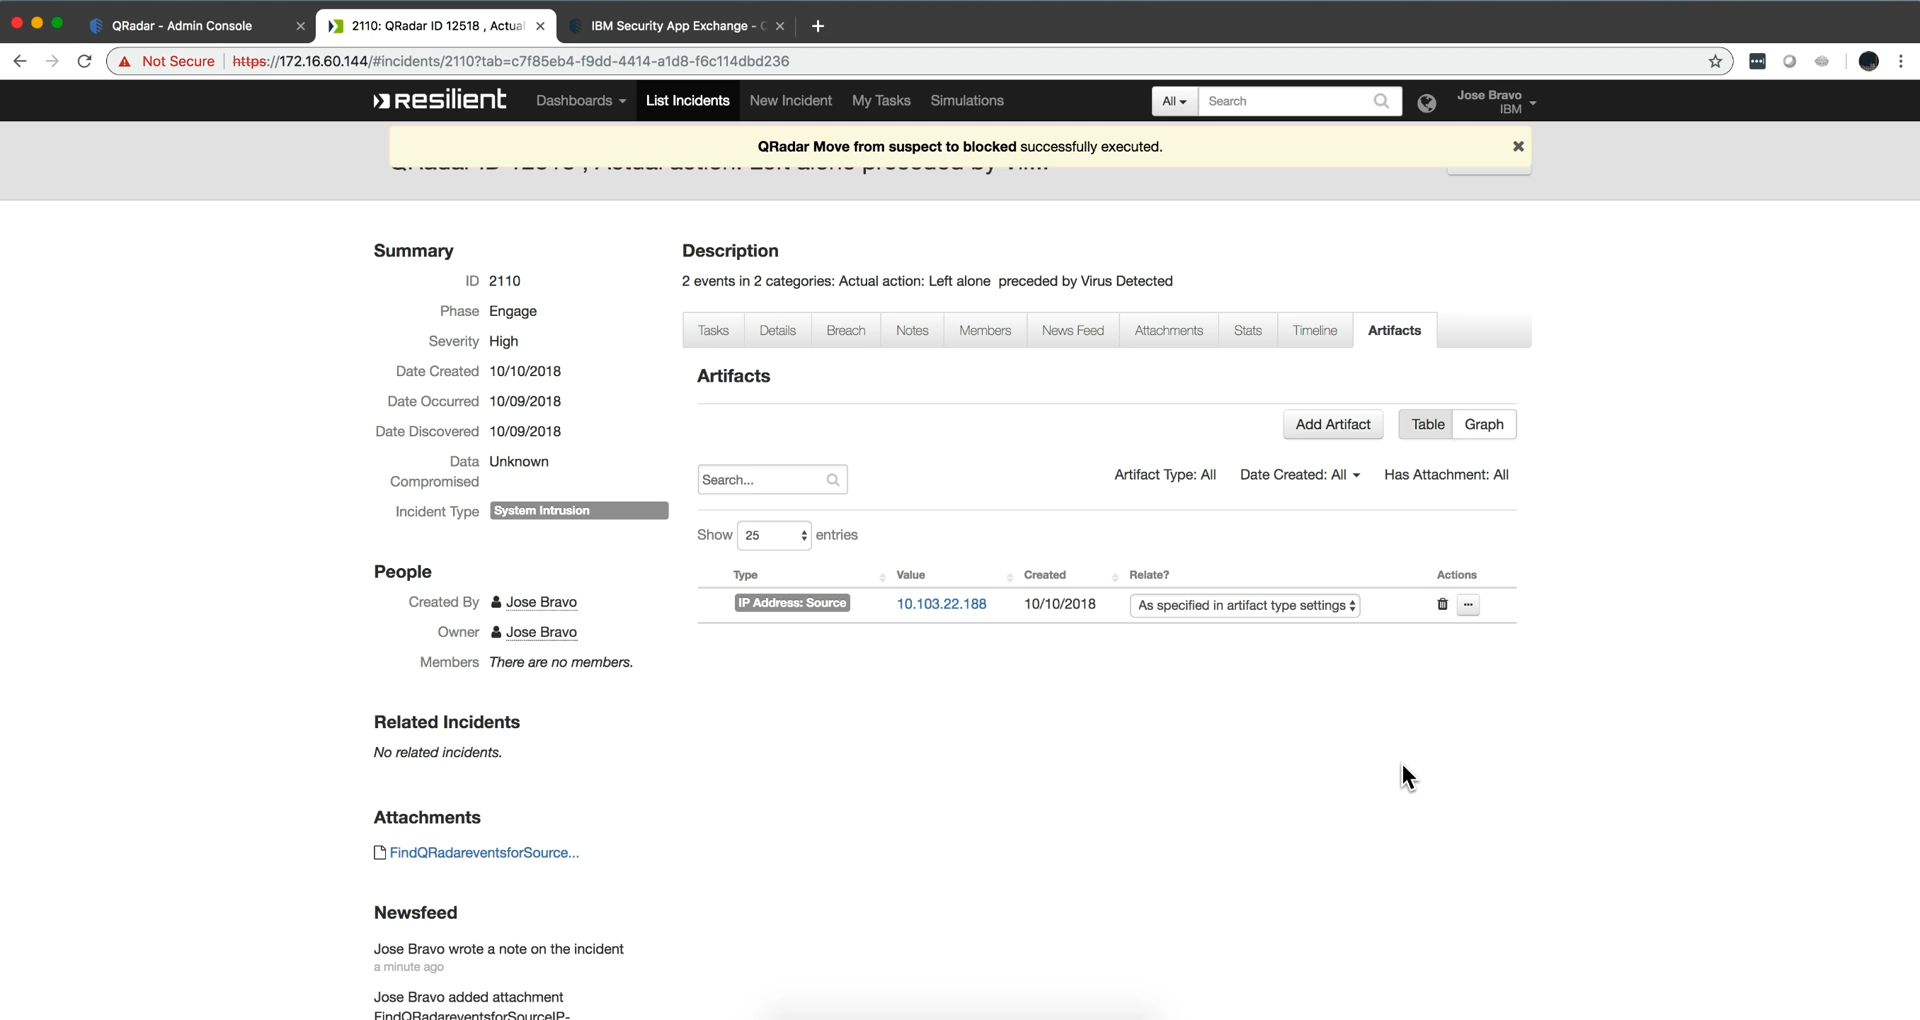 QRadar - Admin Console
2110: QRadar ID 12518 , Actual
IBM Security App Exchange -
Not Secure | https://172.16.60.144/#incidents/2110?tab=c7f85eb4-f9dd-4414-a1d8-f6c114dbd236
resilient
Dashboards
List Incidents
New Incident
My Tasks
Simulations
All
Search
Jose Bravo
IBM
QRadar Move from suspect to blocked successfully executed.
QRadar ID 12518 , Actual action: Left alone preceded by Vir...
Summary
ID 2110
Phase Engage
Severity High
Date Created 10/10/2018
Date Occurred 10/09/2018
Date Discovered 10/09/2018
Data Unknown
Compromised
Incident Type System Intrusion
People
Created By Jose Bravo
Owner Jose Bravo
Members There are no members.
Related Incidents
No related incidents.
Attachments
FindQRadareventsforSource...
Newsfeed
Jose Bravo wrote a note on the incident
a minute ago
Jose Bravo added attachment
FindQRadareventsforSourceIP-
Description
2 events in 2 categories: Actual action: Left alone preceded by Virus Detected
Tasks
Details
Breach
Notes
Members
News Feed
Attachments
Stats
Timeline
Artifacts
Artifacts
Add Artifact
Table
Graph
Search...
Artifact Type: All
Date Created: All
Has Attachment: All
Show 25 entries
Type Value Created Relate? Actions
IP Address: Source 10.103.22.188 10/10/2018 As specified in artifact type settings